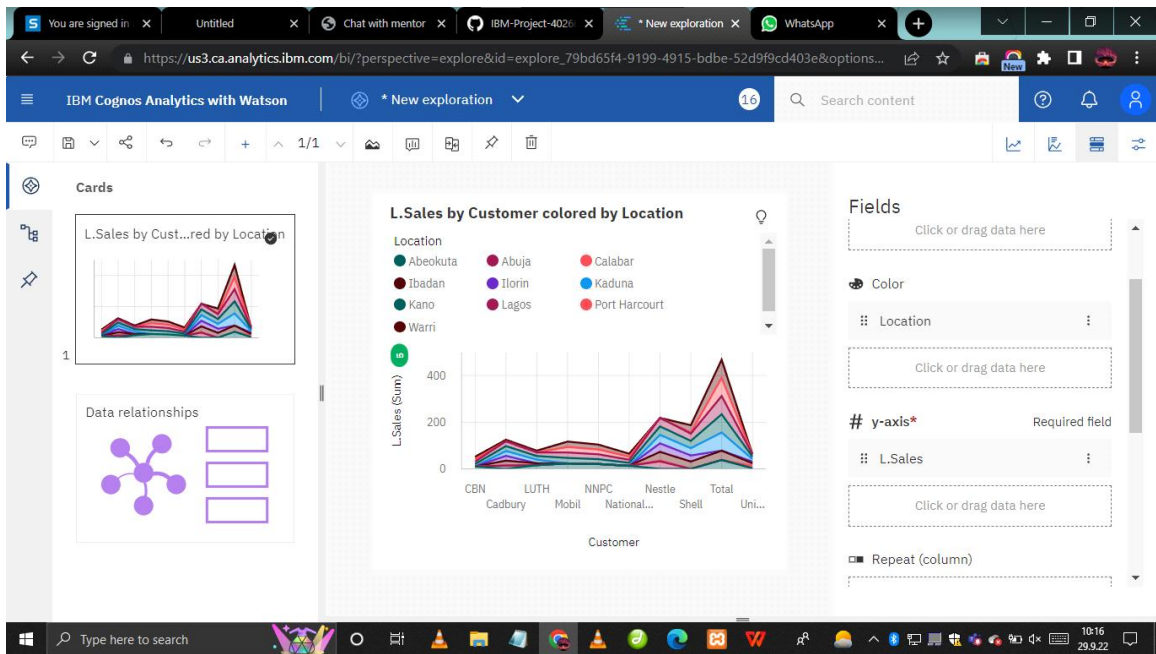 You are signed in
Untitled
Chat with mentor
IBM-Project-4026
* New exploration
WhatsApp
https://us3.ca.analytics.ibm.com/bi/?perspective=explore&id=explore_79bd65f4-9199-4915-bdbe-52d9f9cd403e&options...
New
IBM Cognos Analytics with Watson
* New exploration
16
Search content
1/1
Cards
L.Sales by Cust...red by Location
1
Data relationships
L.Sales by Customer colored by Location
Location
Abeokuta Abuja Calabar
Ibadan Ilorin Kaduna
Kano Lagos Port Harcourt
Warri
5
L.Sales (Sum)
400
200
0
CBN LUTH NNPC Nestle Total
Cadbury Mobil National... Shell Uni...
Customer
Fields
Click or drag data here
Color
Location
Click or drag data here
# y-axis* Required field
L.Sales
Click or drag data here
Repeat (column)
Type here to search
10:16
29.9.22